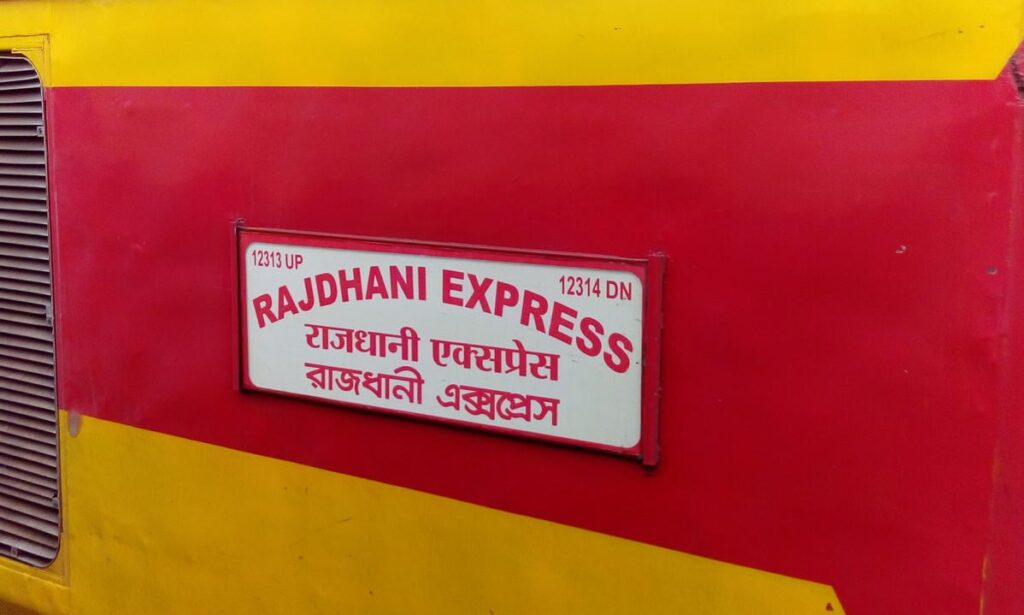 12313 UP
12314 DN
RAJDHANI EXPRESS
राजधानी एक्सप्रेस
রাজধানী এক্সপ্রেস